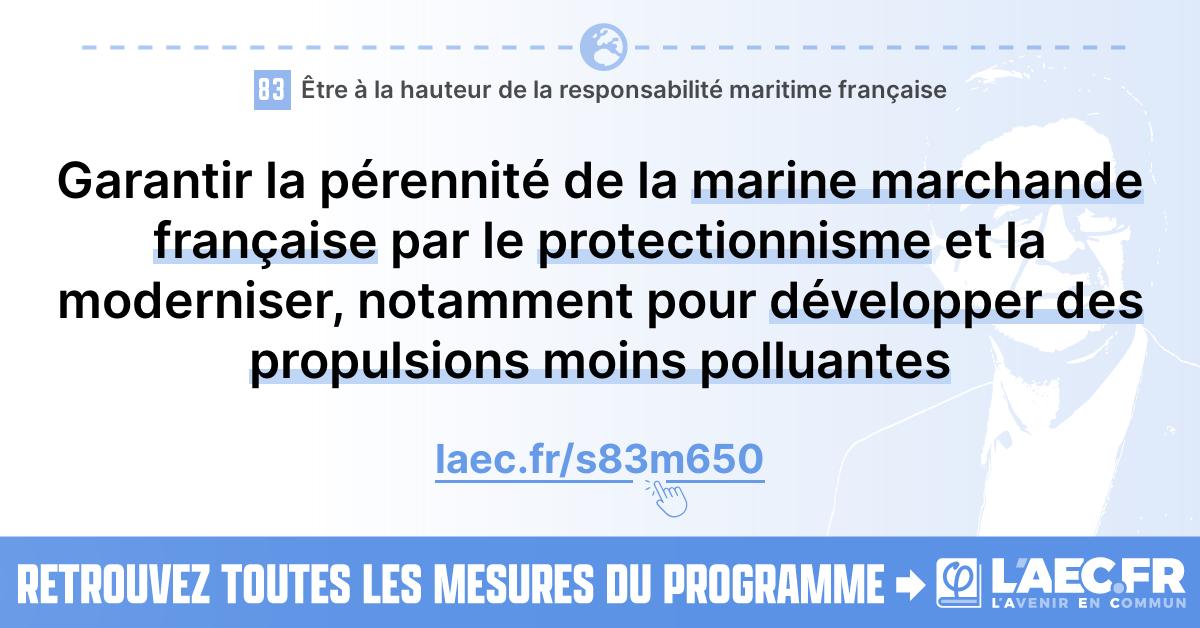 83 Être à la hauteur de la responsabilité maritime française
Garantir la pérennité de la marine marchande
française par le protectionnisme et la
moderniser, notamment pour développer des
propulsions moins polluantes
laec.fr/s83m650
RETROUVEZ TOUTES LES MESURES DU PROGRAMME
L'AEC.FR
L'AVENIR EN COMMUN